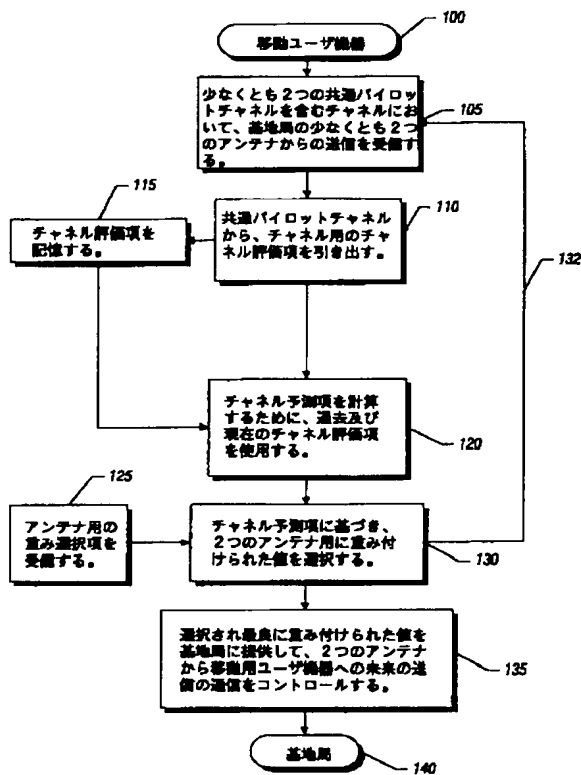 100
移動ユーザ機器
少なくとも2つの共通パイロッ
トチャンネルを含むチャネルにお
いて、基地局の少なくとも2つ
のアンテナからの送信を受信す
る。
105
115
チャネル評価項を
記憶する。
共通パイロットチャネル
から、チャネル用のチャ
ネル評価項を引き出す。
110
132
チャネル予測項を計算
するために、過去及び
現在のチャネル評価項
を使用する。
120
125
アンテナ用の
重み選択項を
受信する。
チャネル予測項に基づき、
2つのアンテナ用に重み付
けられた値を選択する。
130
選択され最良に重み付けられた値を
基地局に提供して、2つのアンテナ
から移動用ユーザ機器への未来の送
信の通信をコントロールする。
135
基地局
140